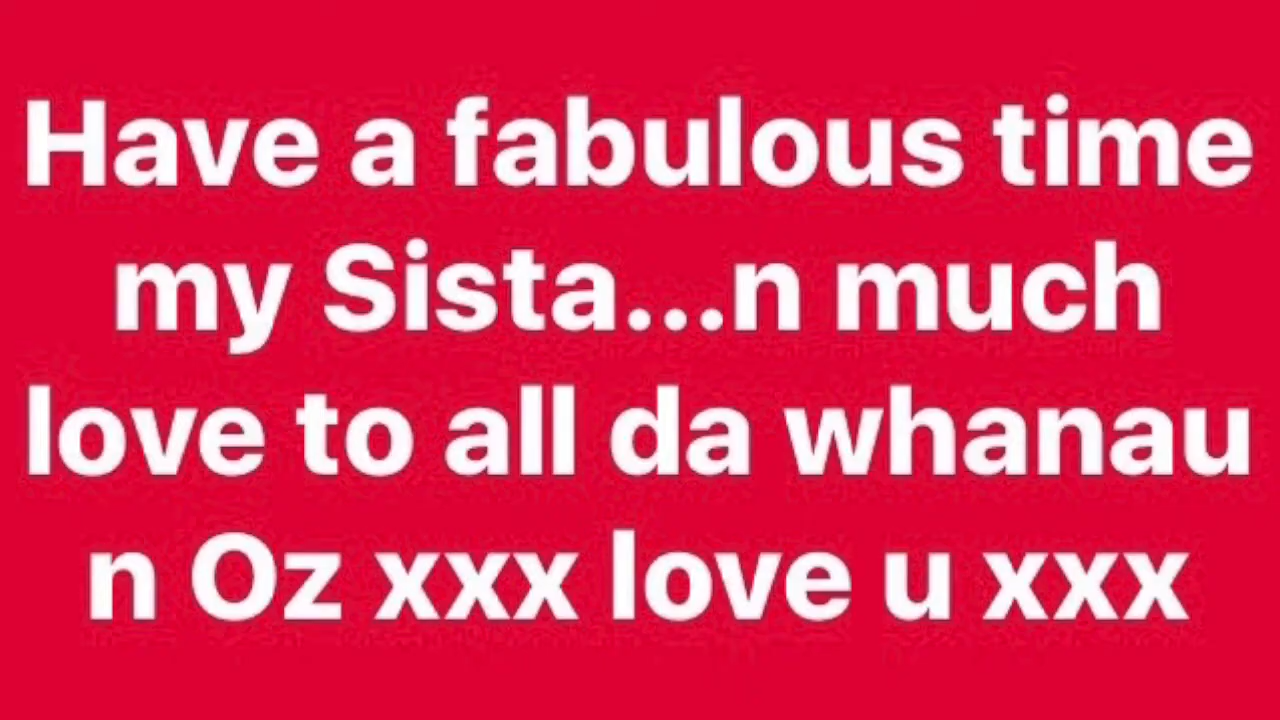 Have a fabulous time
my Sista...n much
love to all da whanau
n Oz xxx love u xxx